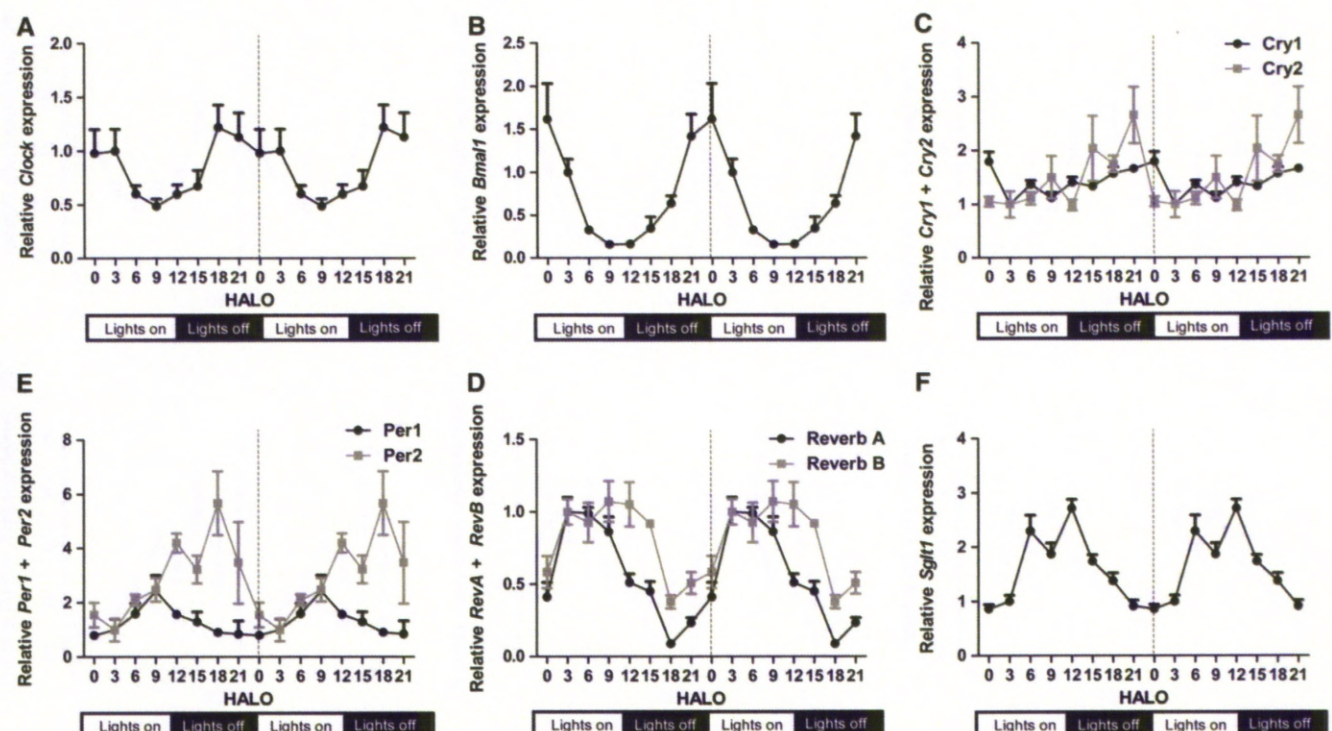 A
Relative Clock expression
2.0
1.5
1.0
0.5
0.0
0 3 6 9 12 15 18 21 0 3 6 9 12 15 18 21
HALO
Lights on Lights off Lights on Lights off
B
Relative Bmal1 expression
2.5
2.0
1.5
1.0
0.5
0.0
0 3 6 9 12 15 18 21 0 3 6 9 12 15 18 21
HALO
Lights on Lights off Lights on Lights off
C
Relative Cry1 + Cry2 expression
Cry1
Cry2
4
3
2
1
0
0 3 6 9 12 15 18 21 0 3 6 9 12 15 18 21
HALO
Lights on Lights off Lights on Lights off
E
Relative Per1 + Per2 expression
Per1
Per2
8
6
4
2
0
0 3 6 9 12 15 18 21 0 3 6 9 12 15 18 21
HALO
Lights on Lights off Lights on Lights off
D
Relative RevA + RevB expression
Reverb A
Reverb B
1.5
1.0
0.5
0.0
0 3 6 9 12 15 18 21 0 3 6 9 12 15 18 21
HALO
Lights on Lights off Lights on Lights off
F
Relative Sglt1 expression
4
3
2
1
0
0 3 6 9 12 15 18 21 0 3 6 9 12 15 18 21
HALO
Lights on Lights off Lights on Lights off